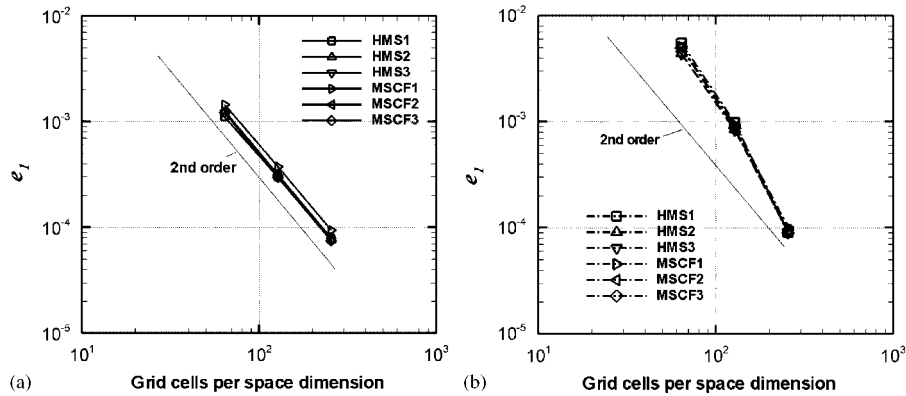 10^-2
10^-3
10^-4
10^-5
e_1
HMS1
HMS2
HMS3
MSCF1
MSCF2
MSCF3
2nd order
10^1
10^2
10^3
(a)
Grid cells per space dimension
10^-2
10^-3
10^-4
10^-5
e_1
2nd order
HMS1
HMS2
HMS3
MSCF1
MSCF2
MSCF3
10^1
10^2
10^3
(b)
Grid cells per space dimension